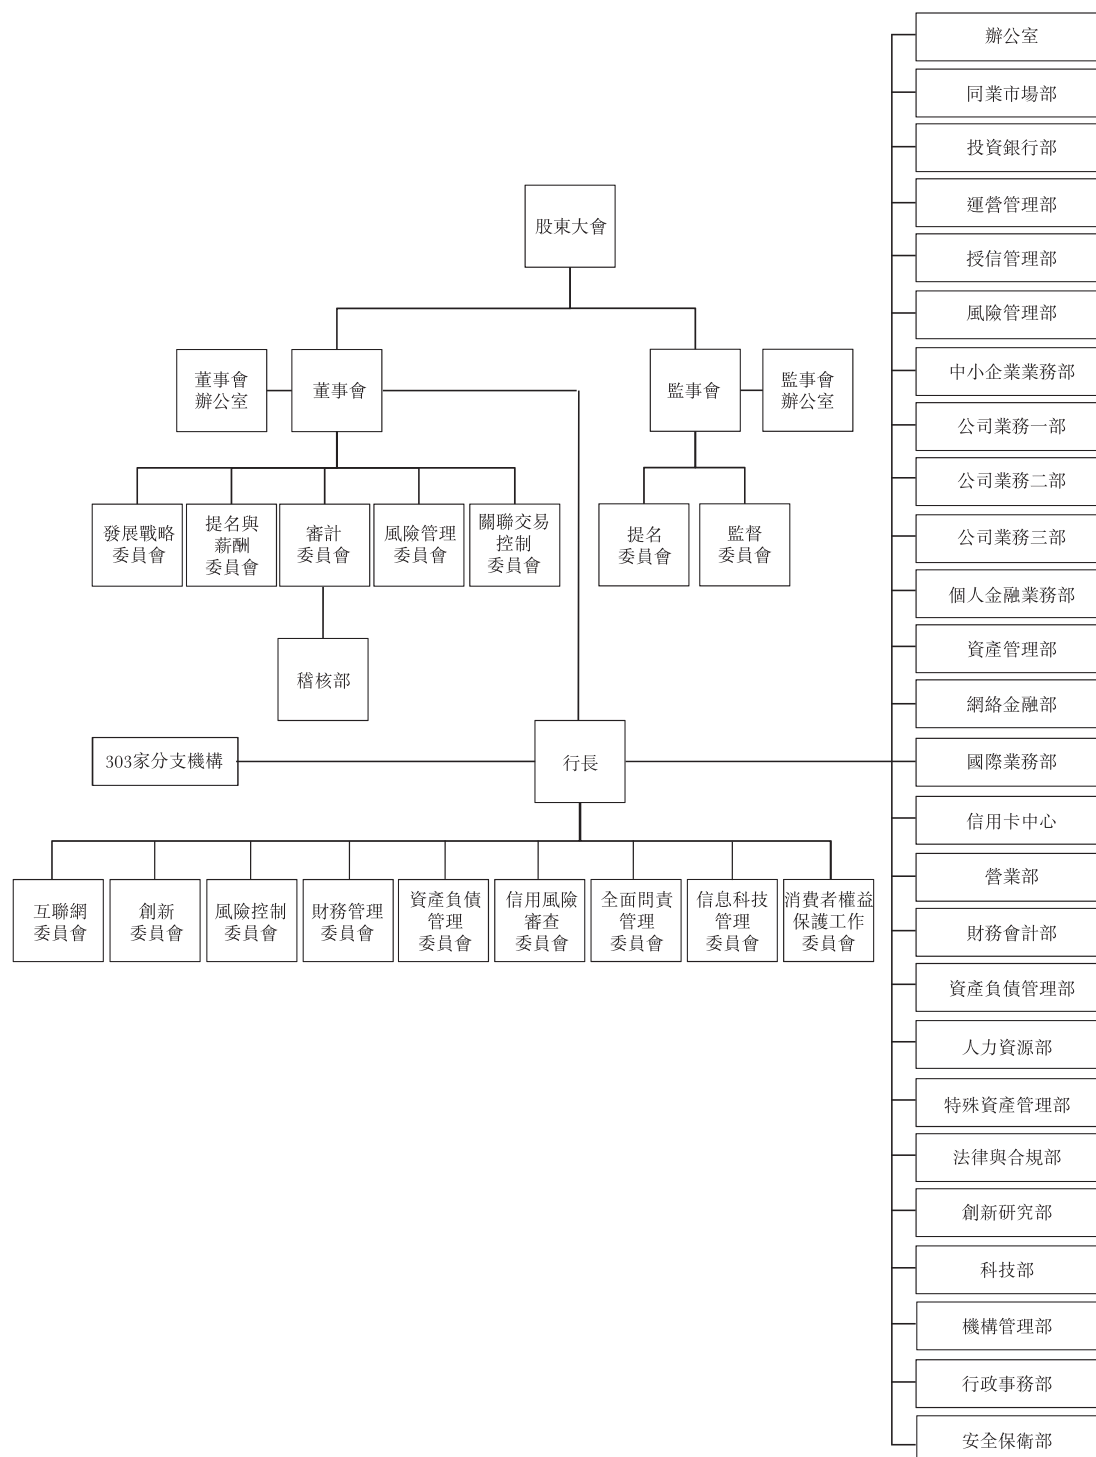 股東大會
董事會
辦公室
董事會
監事會
監事會
辦公室
發展戰略
委員會
提名與
薪酬
委員會
審計
委員會
風險管理
委員會
關聯交易
控制
委員會
提名
委員會
監督
委員會
稽核部
303家分支機構
行長
互聯網
委員會
創新
委員會
風險控制
委員會
財務管理
委員會
資產負債
管理
委員會
信用風險
審查
委員會
全面問責
管理
委員會
信息科技
管理
委員會
消費者權益
保護工作
委員會
辦公室
同業市場部
投資銀行部
運營管理部
授信管理部
風險管理部
中小企業業務部
公司業務一部
公司業務二部
公司業務三部
個人金融業務部
資產管理部
網絡金融部
國際業務部
信用卡中心
營業部
財務會計部
資產負債管理部
人力資源部
特殊資產管理部
法律與合規部
創新研究部
科技部
機構管理部
行政事務部
安全保衛部